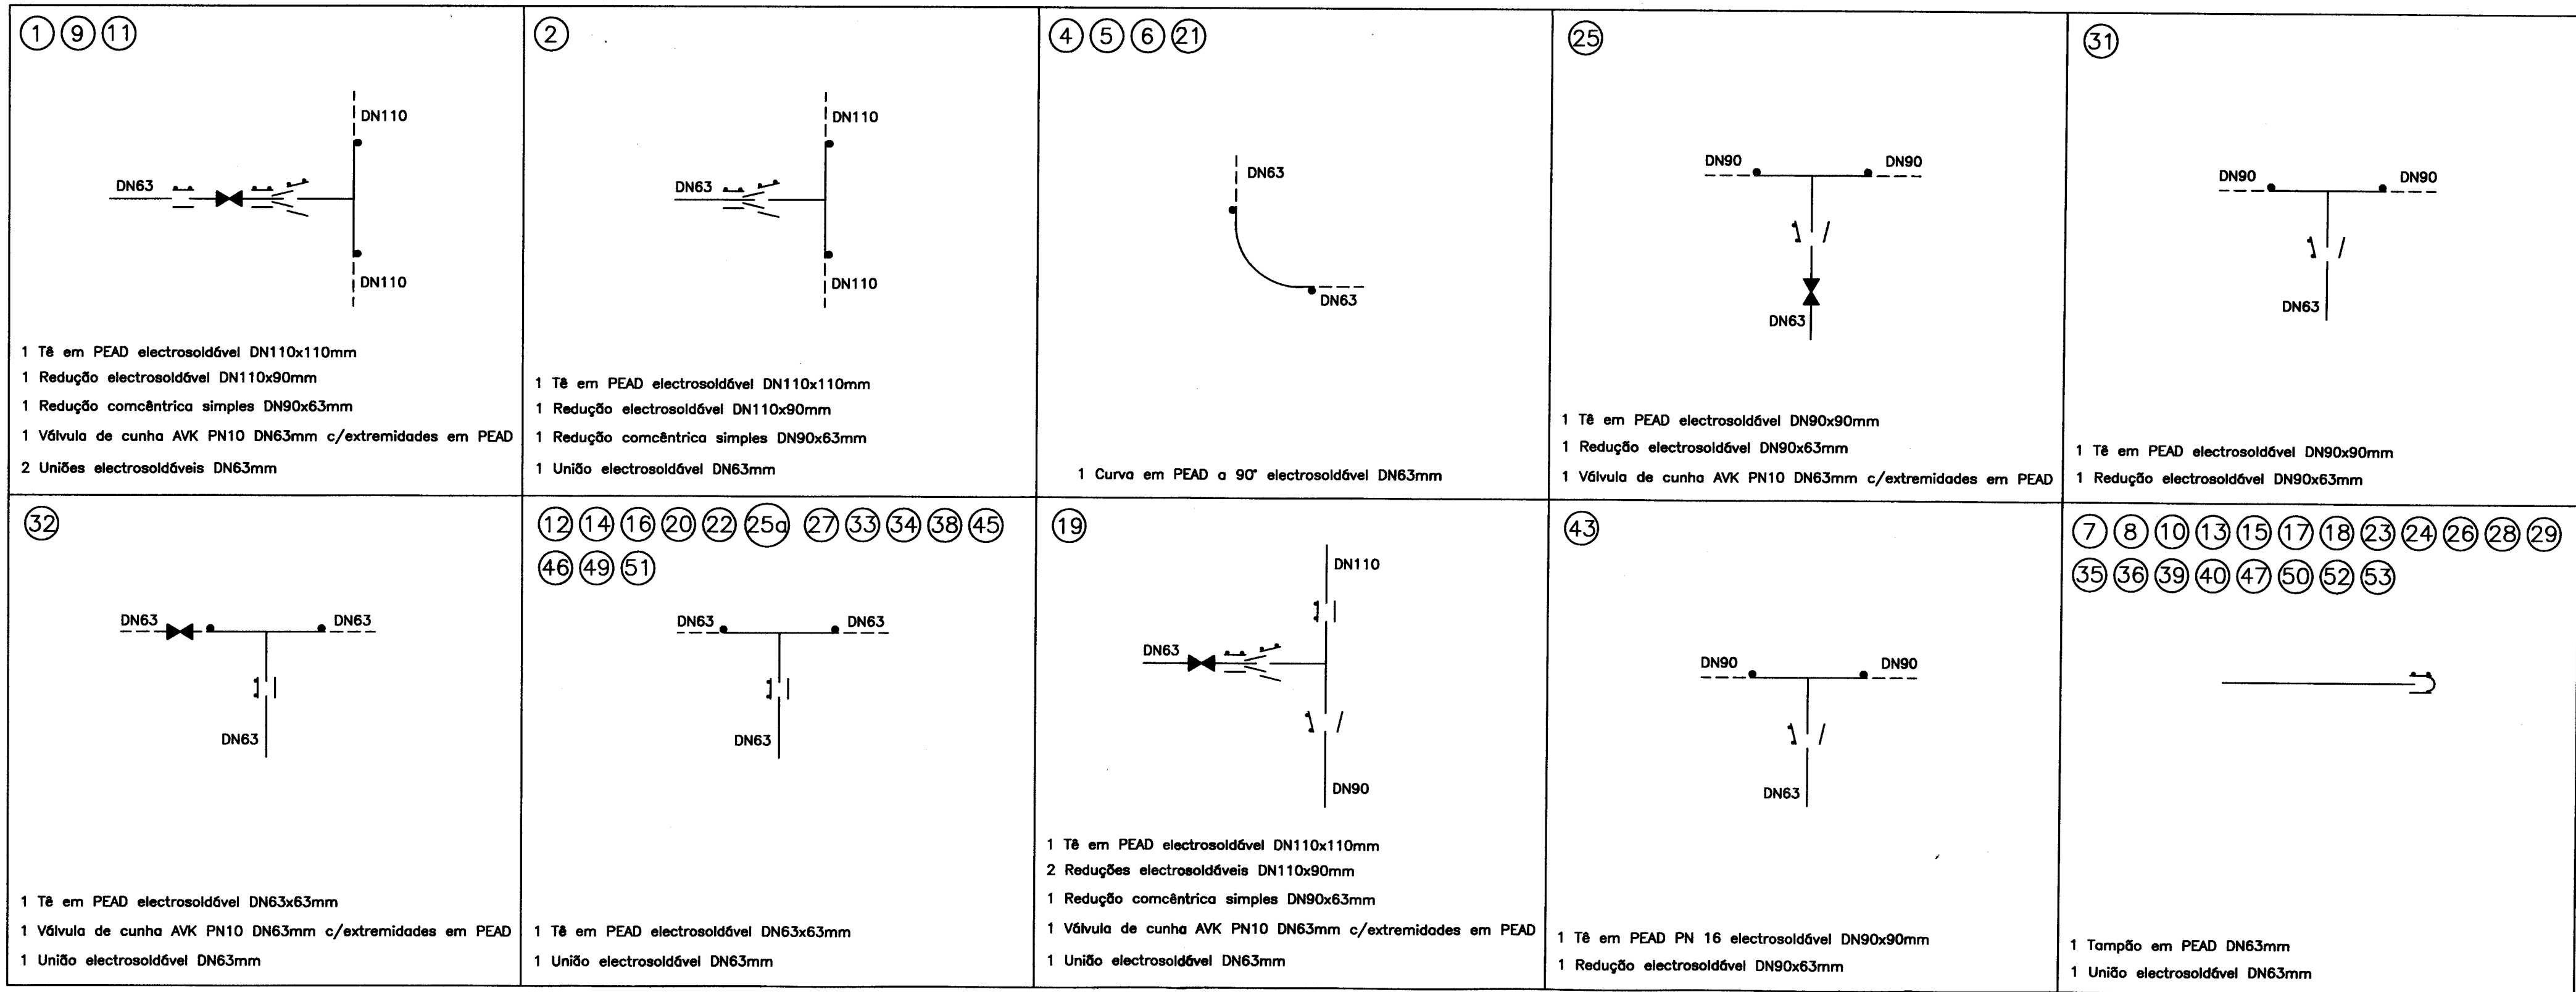 1 9 11
DN110
DN63
DN110
1 Tê em PEAD electrosoldável DN110x110mm
1 Redução electrosoldável DN110x90mm
1 Redução comcêntrica simples DN90x63mm
1 Válvula de cunha AVK PN10 DN63mm c/extremidades em PEAD
2 Uniões electrosoldáveis DN63mm
2
DN110
DN63
DN110
1 Tê em PEAD electrosoldável DN110x110mm
1 Redução electrosoldável DN110x90mm
1 Redução comcêntrica simples DN90x63mm
1 União electrosoldável DN63mm
4 5 6 21
DN63
DN63
1 Curva em PEAD a 90° electrosoldável DN63mm
25
DN90 DN90
DN63
1 Tê em PEAD electrosoldável DN90x90mm
1 Redução electrosoldável DN90x63mm
1 Válvula de cunha AVK PN10 DN63mm c/extremidades em PEAD
31
DN90 DN90
DN63
1 Tê em PEAD electrosoldável DN90x90mm
1 Redução electrosoldável DN90x63mm
32
DN63 DN63
DN63
1 Tê em PEAD electrosoldável DN63x63mm
1 Válvula de cunha AVK PN10 DN63mm c/extremidades em PEAD
1 União electrosoldável DN63mm
12 14 16 20 22 25a 27 33 34 38 45
46 49 51
DN63 DN63
DN63
1 Tê em PEAD electrosoldável DN63x63mm
1 União electrosoldável DN63mm
19
DN110
DN63
DN90
1 Tê em PEAD electrosoldável DN110x110mm
2 Reduções electrosoldáveis DN110x90mm
1 Redução comcêntrica simples DN90x63mm
1 Válvula de cunha AVK PN10 DN63mm c/extremidades em PEAD
1 União electrosoldável DN63mm
43
DN90 DN90
DN63
1 Tê em PEAD PN 16 electrosoldável DN90x90mm
1 Redução electrosoldável DN90x63mm
7 8 10 13 15 17 18 23 24 26 28 29
35 36 39 40 47 50 52 53
1 Tampão em PEAD DN63mm
1 União electrosoldável DN63mm